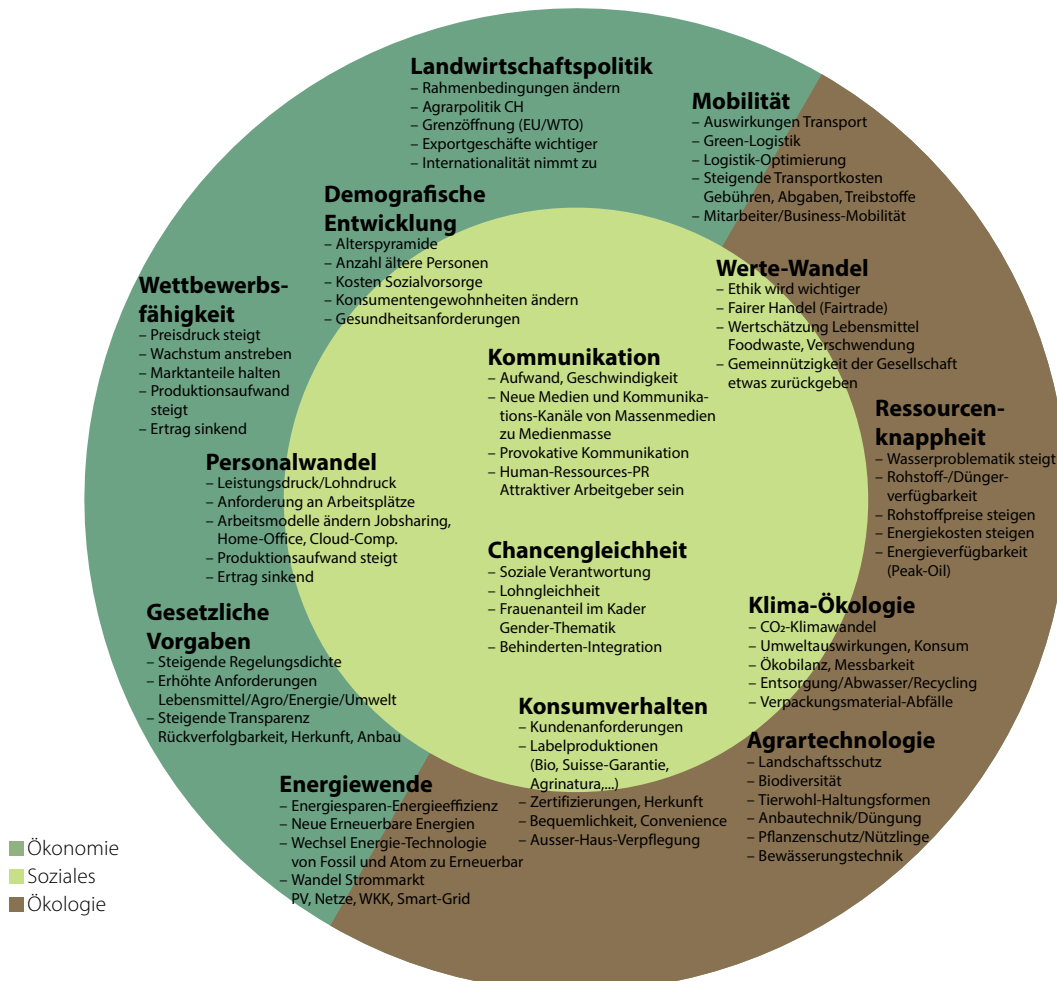 Landwirtschaftspolitik
– Rahmenbedingungen ändern
– Agrarpolitik CH
– Grenzöffnung (EU/WTO)
– Exportgeschäfte wichtiger
– Internationalität nimmt zu
Mobilität
– Auswirkungen Transport
– Green-Logistik
– Logistik-Optimierung
– Steigende Transportkosten
Gebühren, Abgaben, Treibstoffe
– Mitarbeiter/Business-Mobilität
Demografische
Entwicklung
– Alterspyramide
– Anzahl ältere Personen
– Kosten Sozialvorsorge
– Konsumentengewohnheiten ändern
– Gesundheitsanforderungen
Werte-Wandel
– Ethik wird wichtiger
– Fairer Handel (Fairtrade)
– Wertschätzung Lebensmittel
Foodwaste, Verschwendung
– Gemeinnützigkeit der Gesellschaft
etwas zurückgeben
Wettbewerbs-
fähigkeit
– Preisdruck steigt
– Wachstum anstreben
– Marktanteile halten
– Produktionsaufwand
steigt
– Ertrag sinkend
Kommunikation
– Aufwand, Geschwindigkeit
– Neue Medien und Kommunika-
tions-Kanäle von Massenmedien
zu Medienmasse
– Provokative Kommunikation
– Human-Ressources-PR
Attraktiver Arbeitgeber sein
Ressourcen-
knappheit
– Wasserproblematik steigt
– Rohstoff-/Dünger-
verfügbarkeit
– Rohstoffpreise steigen
– Energiekosten steigen
– Energieverfügbarkeit
(Peak-Oil)
Personalwandel
– Leistungsdruck/Lohndruck
– Anforderung an Arbeitsplätze
– Arbeitsmodelle ändern Jobsharing,
Home-Office, Cloud-Comp.
– Produktionsaufwand steigt
– Ertrag sinkend
Chancengleichheit
– Soziale Verantwortung
– Lohngleichheit
– Frauenanteil im Kader
Gender-Thematik
– Behinderten-Integration
Klima-Ökologie
– CO₂-Klimawandel
– Umweltauswirkungen, Konsum
– Ökobilanz, Messbarkeit
– Entsorgung/Abwasser/Recycling
– Verpackungsmaterial-Abfälle
Gesetzliche
Vorgaben
– Steigende Regelungsdichte
– Erhöhte Anforderungen
Lebensmittel/Agro/Energie/Umwelt
– Steigende Transparenz
Rückverfolgbarkeit, Herkunft, Anbau
Konsumverhalten
– Kundenanforderungen
– Labelproduktionen
(Bio, Suisse-Garantie,
Agrinatura,...)
– Zertifizierungen, Herkunft
– Bequemlichkeit, Convenience
– Ausser-Haus-Verpflegung
Agrartechnologie
– Landschaftsschutz
– Biodiversität
– Tierwohl-Haltungsformen
– Anbautechnik/Düngung
– Pflanzenschutz/Nützlinge
– Bewässerungstechnik
Energiewende
– Energiesparen-Energieeffizienz
– Neue Erneuerbare Energien
– Wechsel Energie-Technologie
von Fossil und Atom zu Erneuerbar
– Wandel Strommarkt
PV, Netze, WKK, Smart-Grid
Ökonomie
Soziales
Ökologie